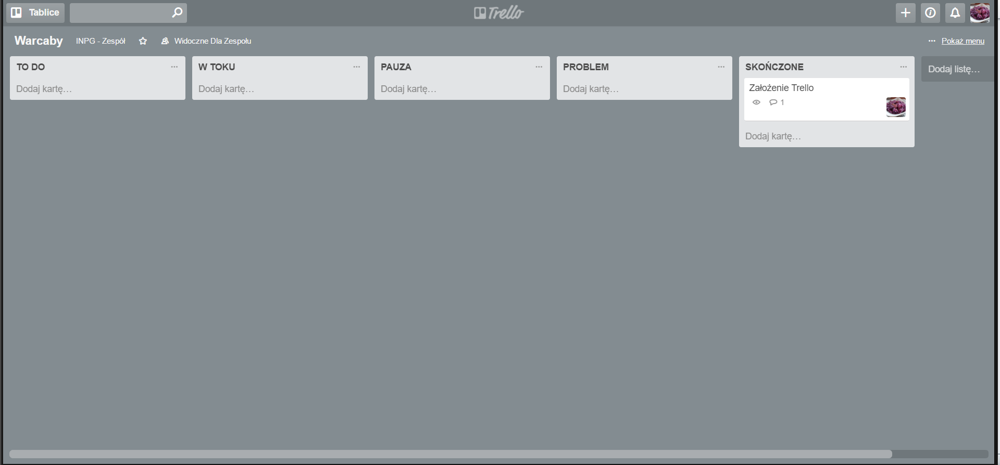 Tablice
Trello
Warcaby
INPG - Zespół
Widoczne Dla Zespołu
··· Pokaż menu
TO DO
Dodaj kartę…
W TOKU
Dodaj kartę…
PAUZA
Dodaj kartę…
PROBLEM
Dodaj kartę…
SKOŃCZONE
Założenie Trello
1
Dodaj kartę…
Dodaj listę…